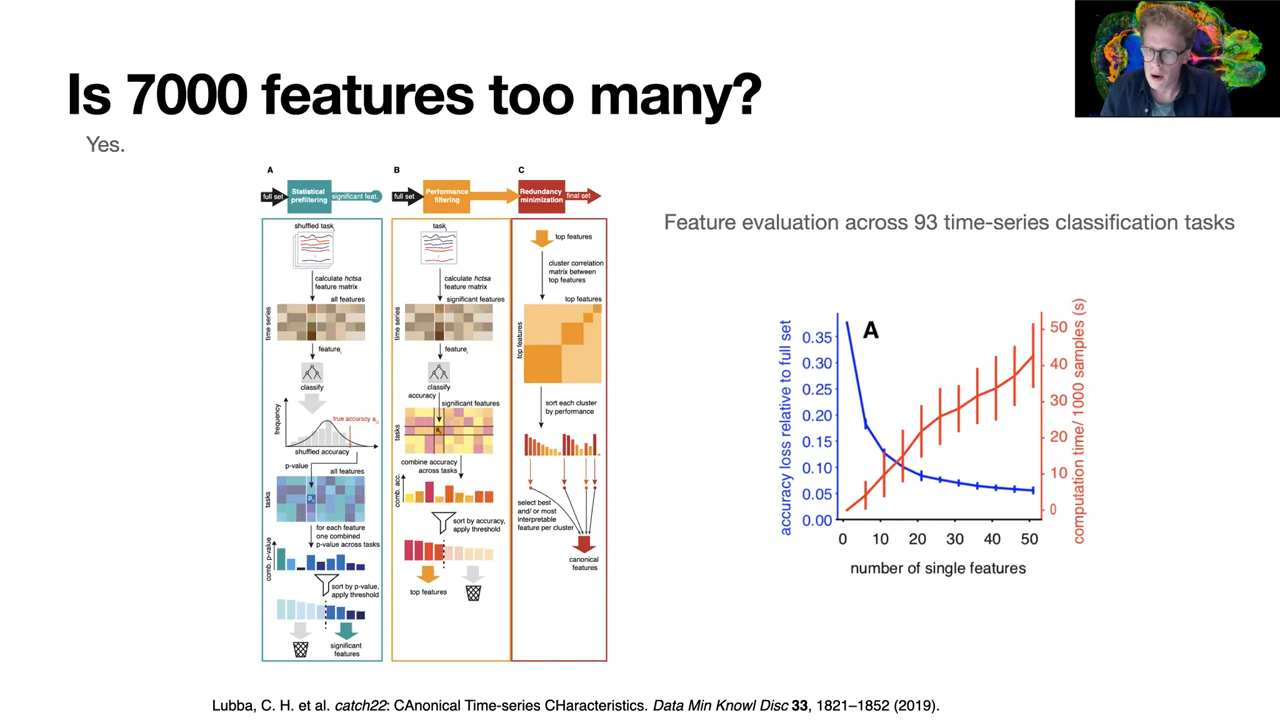 Is 7000 features too many?
Yes.
A
full set
Statistical
prefiltering
significant feat.
shuffled task
calculate hctsa
feature matrix
all features
time series
feature
classify
frequency
true accuracy
shuffled accuracy
p-value
all features
tasks
for each feature
one combined
p-value across tasks
comb. p-value
sort by p-value,
apply threshold
significant
features
B
full set
Performance
filtering
task
calculate hctsa
feature matrix
significant features
time series
feature
classify
accuracy
significant features
tasks
combine accuracy
across tasks
comb. acc.
sort by accuracy,
apply threshold
top features
C
Redundancy
minimization
final set
top features
cluster correlation
matrix between
top features
top features
top features
sort each cluster
by performance
select best
and/ or most
interpretable
feature per cluster
canonical
features
Feature evaluation across 93 time-series classification tasks
A
accuracy loss relative to full set
0.35
0.30
0.25
0.20
0.15
0.10
0.05
0.00
50
40
30
20
10
0
computation time/ 1000 samples (s)
0 10 20 30 40 50
number of single features
Lubba, C. H. et al. catch22: CAnonical Time-series CHaracteristics. Data Min Knowl Disc 33, 1821–1852 (2019).